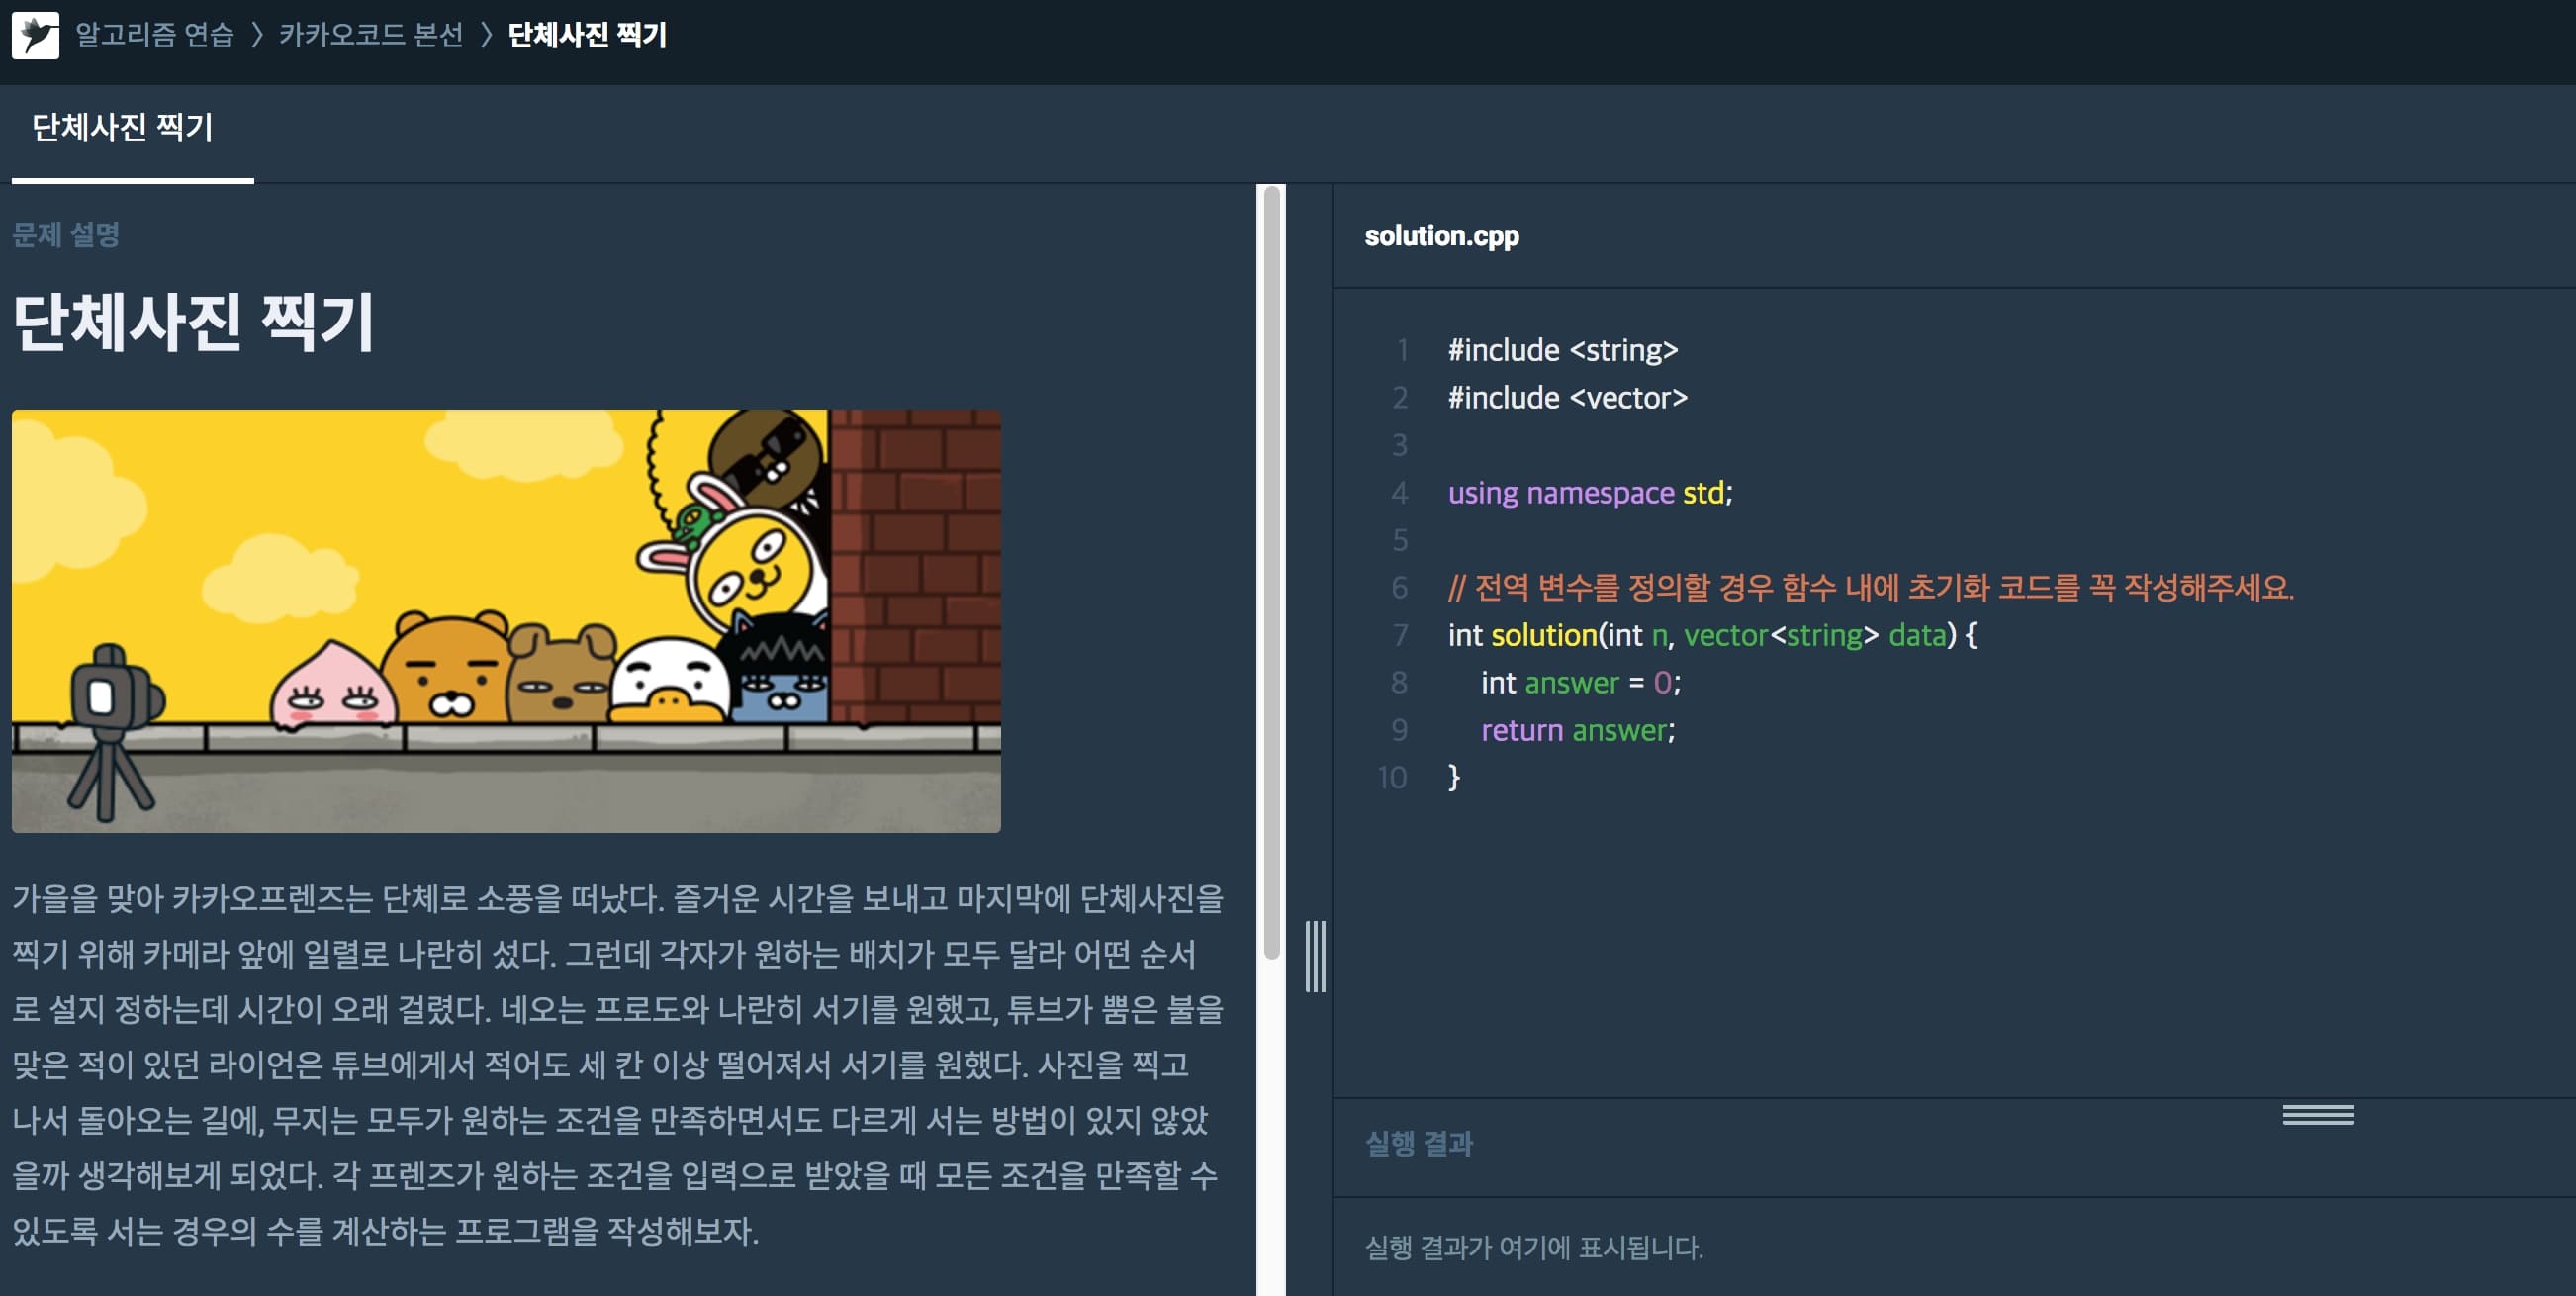 알고리즘 연습 〉 카카오코드 본선 〉 단체사진 찍기
단체사진 찍기
문제 설명
단체사진 찍기
가을을 맞아 카카오프렌즈는 단체로 소풍을 떠났다. 즐거운 시간을 보내고 마지막에 단체사진을
찍기 위해 카메라 앞에 일렬로 나란히 섰다. 그런데 각자가 원하는 배치가 모두 달라 어떤 순서
로 설지 정하는데 시간이 오래 걸렸다. 네오는 프로도와 나란히 서기를 원했고, 튜브가 뿜은 불을
맞은 적이 있던 라이언은 튜브에게서 적어도 세 칸 이상 떨어져서 서기를 원했다. 사진을 찍고
나서 돌아오는 길에, 무지는 모두가 원하는 조건을 만족하면서도 다르게 서는 방법이 있지 않았
을까 생각해보게 되었다. 각 프렌즈가 원하는 조건을 입력으로 받았을 때 모든 조건을 만족할 수
있도록 서는 경우의 수를 계산하는 프로그램을 작성해보자.
solution.cpp
1 #include <string>
2 #include <vector>
3
4 using namespace std;
5
6 // 전역 변수를 정의할 경우 함수 내에 초기화 코드를 꼭 작성해주세요.
7 int solution(int n, vector<string> data) {
8     int answer = 0;
9     return answer;
10 }
실행 결과
실행 결과가 여기에 표시됩니다.